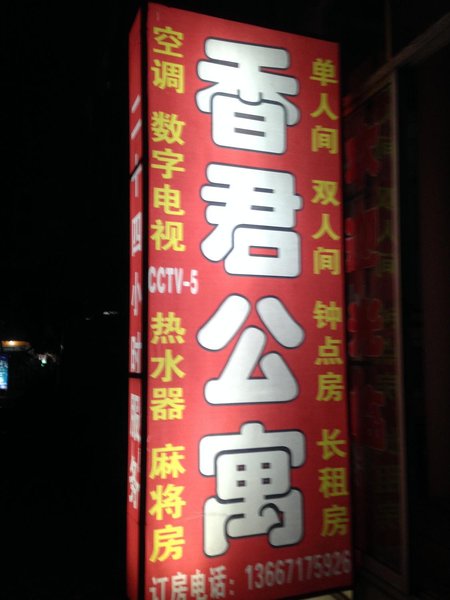 二十四小时服务
空调 数字电视
CCTV-5
热水器 麻将房
香君公寓
单人间 双人间 钟点房 长租房
订房电话：13667175926